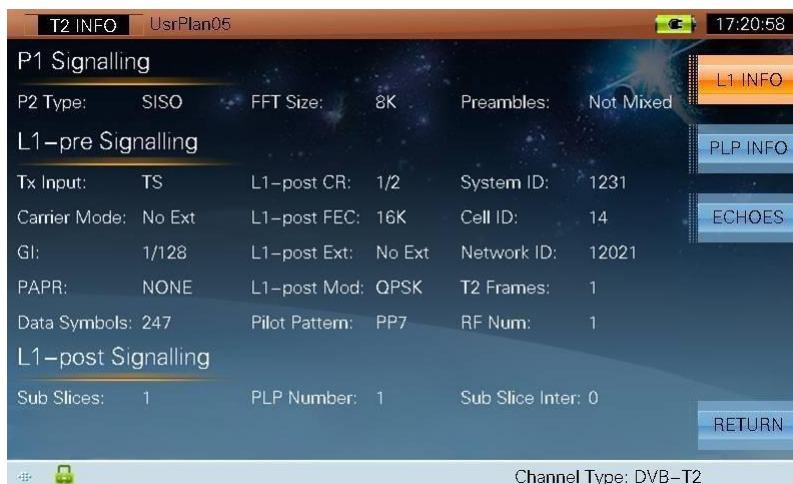 T2 INFO UsrPlan05 17:20:58
P1 Signalling
L1 INFO
P2 Type: SISO FFT Size: 8K Preambles: Not Mixed
L1-pre Signalling
PLP INFO
Tx Input: TS L1-post CR: 1/2 System ID: 1231
Carrier Mode: No Ext L1-post FEC: 16K Cell ID: 14
ECHOES
GI: 1/128 L1-post Ext: No Ext Network ID: 12021
PAPR: NONE L1-post Mod: QPSK T2 Frames: 1
Data Symbols: 247 Pilot Pattern: PP7 RF Num: 1
L1-post Signalling
Sub Slices: 1 PLP Number: 1 Sub Slice Inter: 0
RETURN
Channel Type: DVB-T2